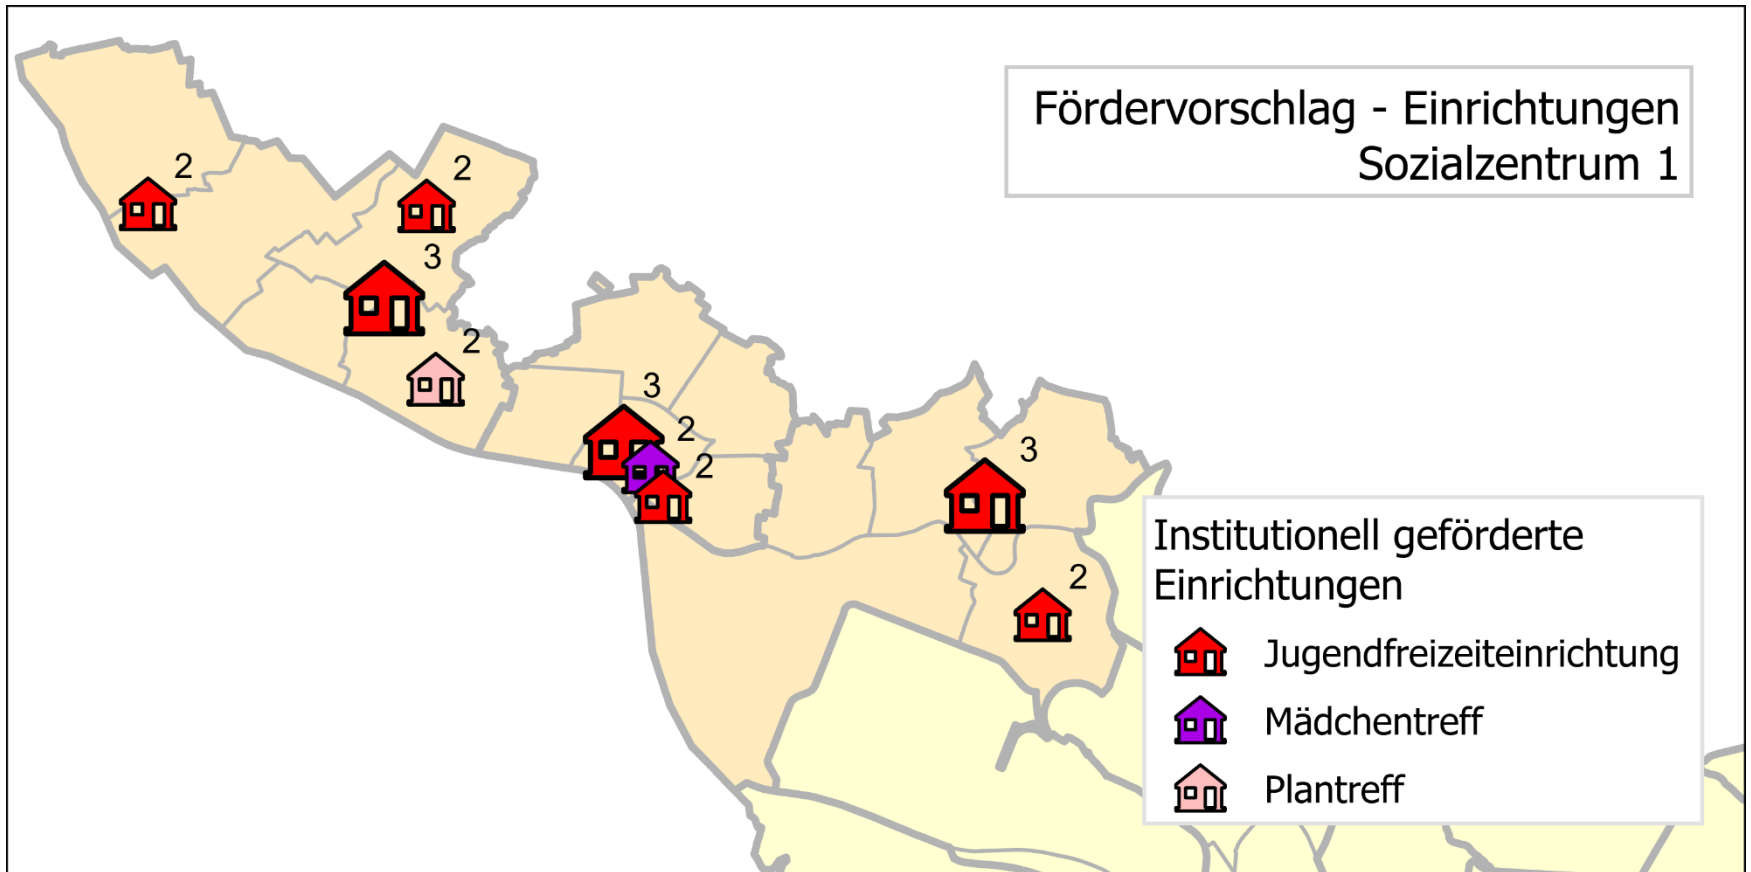 Fördervorschlag - Einrichtungen
Sozialzentrum 1
2
2
3
2
3
2
2
3
2
Institutionell geförderte
Einrichtungen
Jugendfreizeiteinrichtung
Mädchentreff
Plantreff